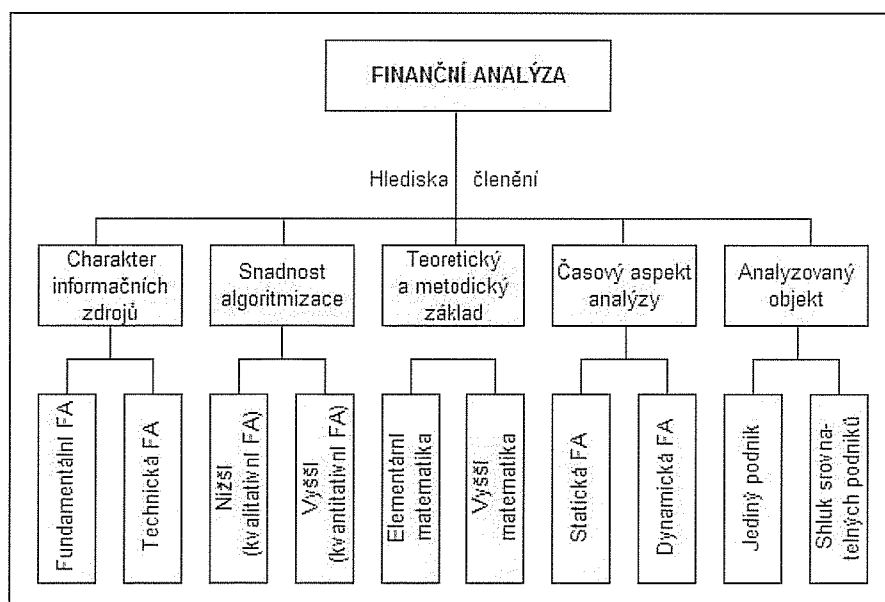 FINANČNÍ ANALÝZA
Hlediska členění
Charakter
informačních
zdrojů
Snadnost
algoritmizace
Teoretický
a metodický
základ
Časový aspekt
analýzy
Analyzovaný
objekt
Fundamentální FA
Technická FA
Nižší
(kvalitativní FA)
Vyšší
(kvantitativní FA)
Elementární
matematika
Vyšší
matematika
Statická FA
Dynamická FA
Jediný podnik
Shluk srovna-
telných podniků